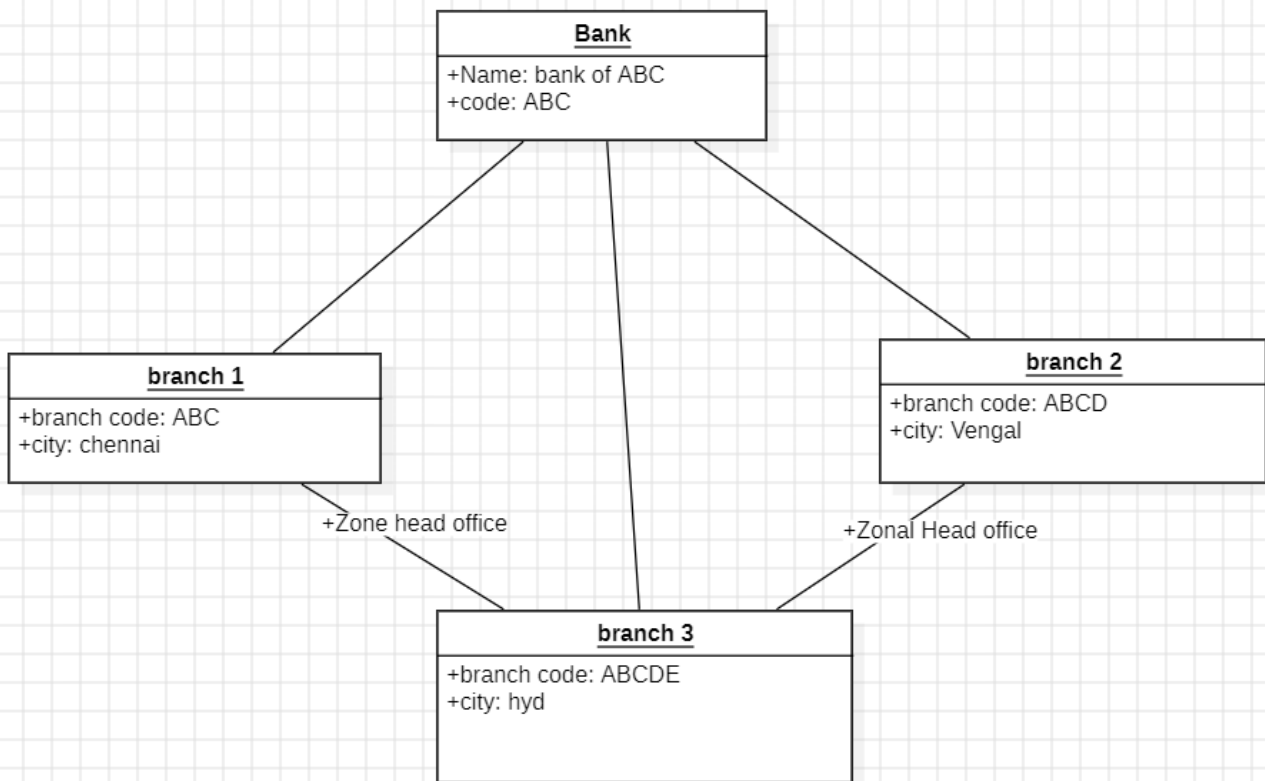 Bank
+Name: bank of ABC
+code: ABC
branch 1
+branch code: ABC
+city: chennai
branch 2
+branch code: ABCD
+city: Vengal
+Zone head office
+Zonal Head office
branch 3
+branch code: ABCDE
+city: hyd